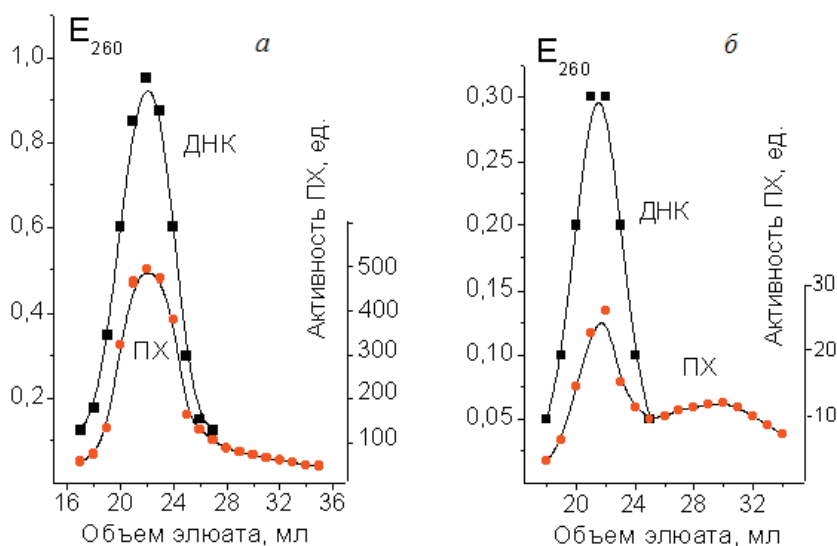 E260
а
1,0
0,8
0,6
0,4
0,2
ДНК
ПХ
Активность ПХ, ед.
500
400
300
200
100
16 20 24 28 32 36
Объем элюата, мл
E260
б
0,30
0,25
0,20
0,15
0,10
0,05
ДНК
ПХ
Активность ПХ, ед.
30
20
10
20 24 28 32
Объем элюата, мл